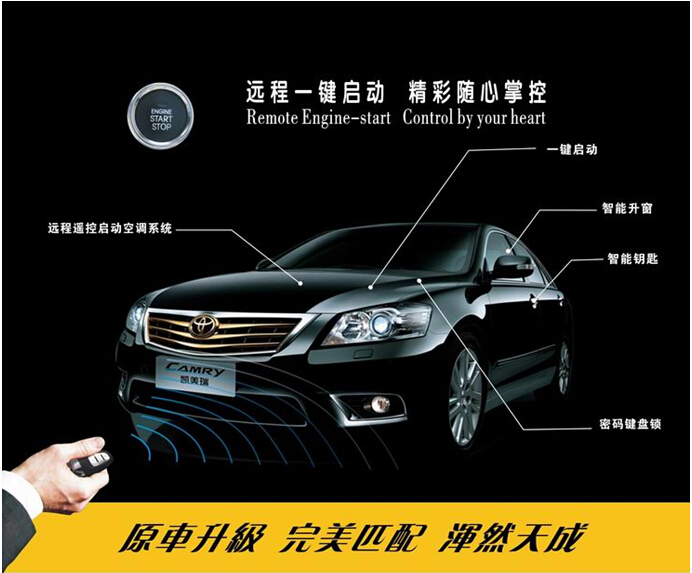 ENGINE
START
STOP
远程一键启动 精彩随心掌控
Remote Engine-start Control by your heart
一键启动
智能升窗
远程遥控启动空调系统
智能钥匙
CAMRY
凯美瑞
密码键盘锁
原車升級 完美匹配 渾然天成